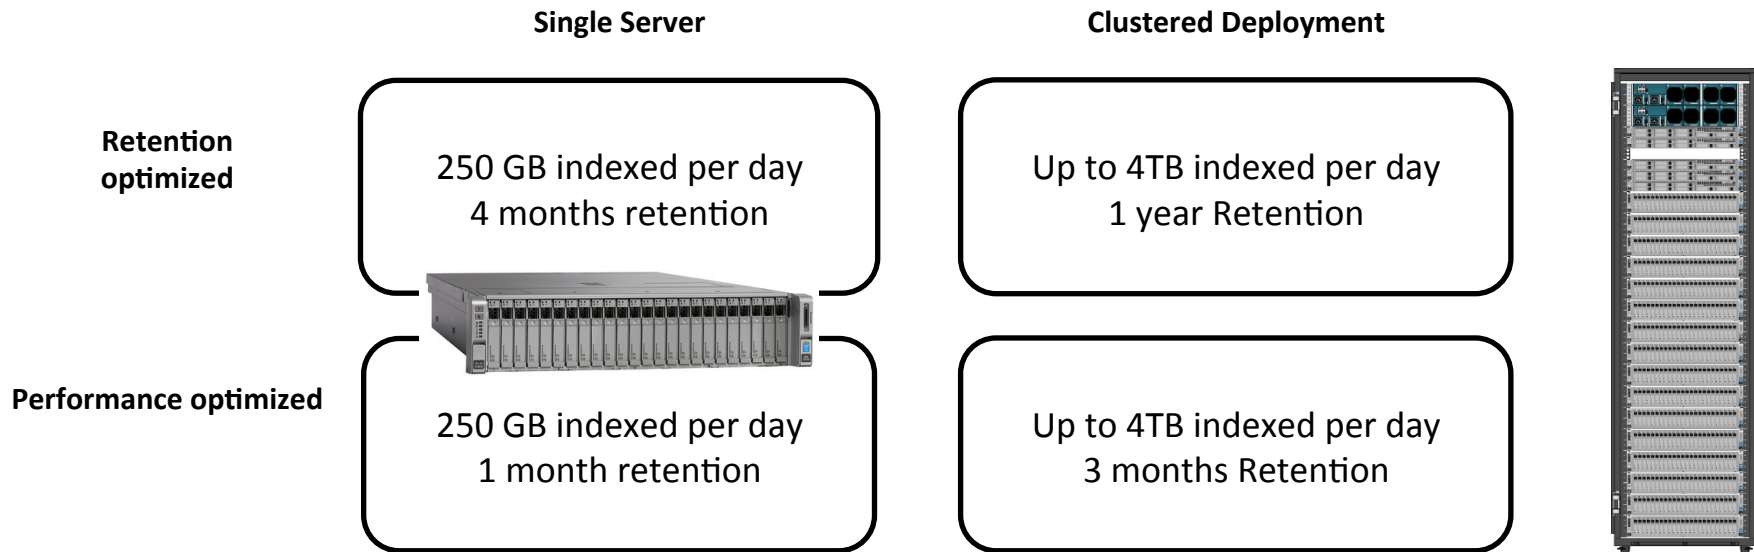 Single Server
Clustered Deployment
Retention
optimized
250 GB indexed per day
4 months retention
Up to 4TB indexed per day
1 year Retention
Performance optimized
250 GB indexed per day
1 month retention
Up to 4TB indexed per day
3 months Retention